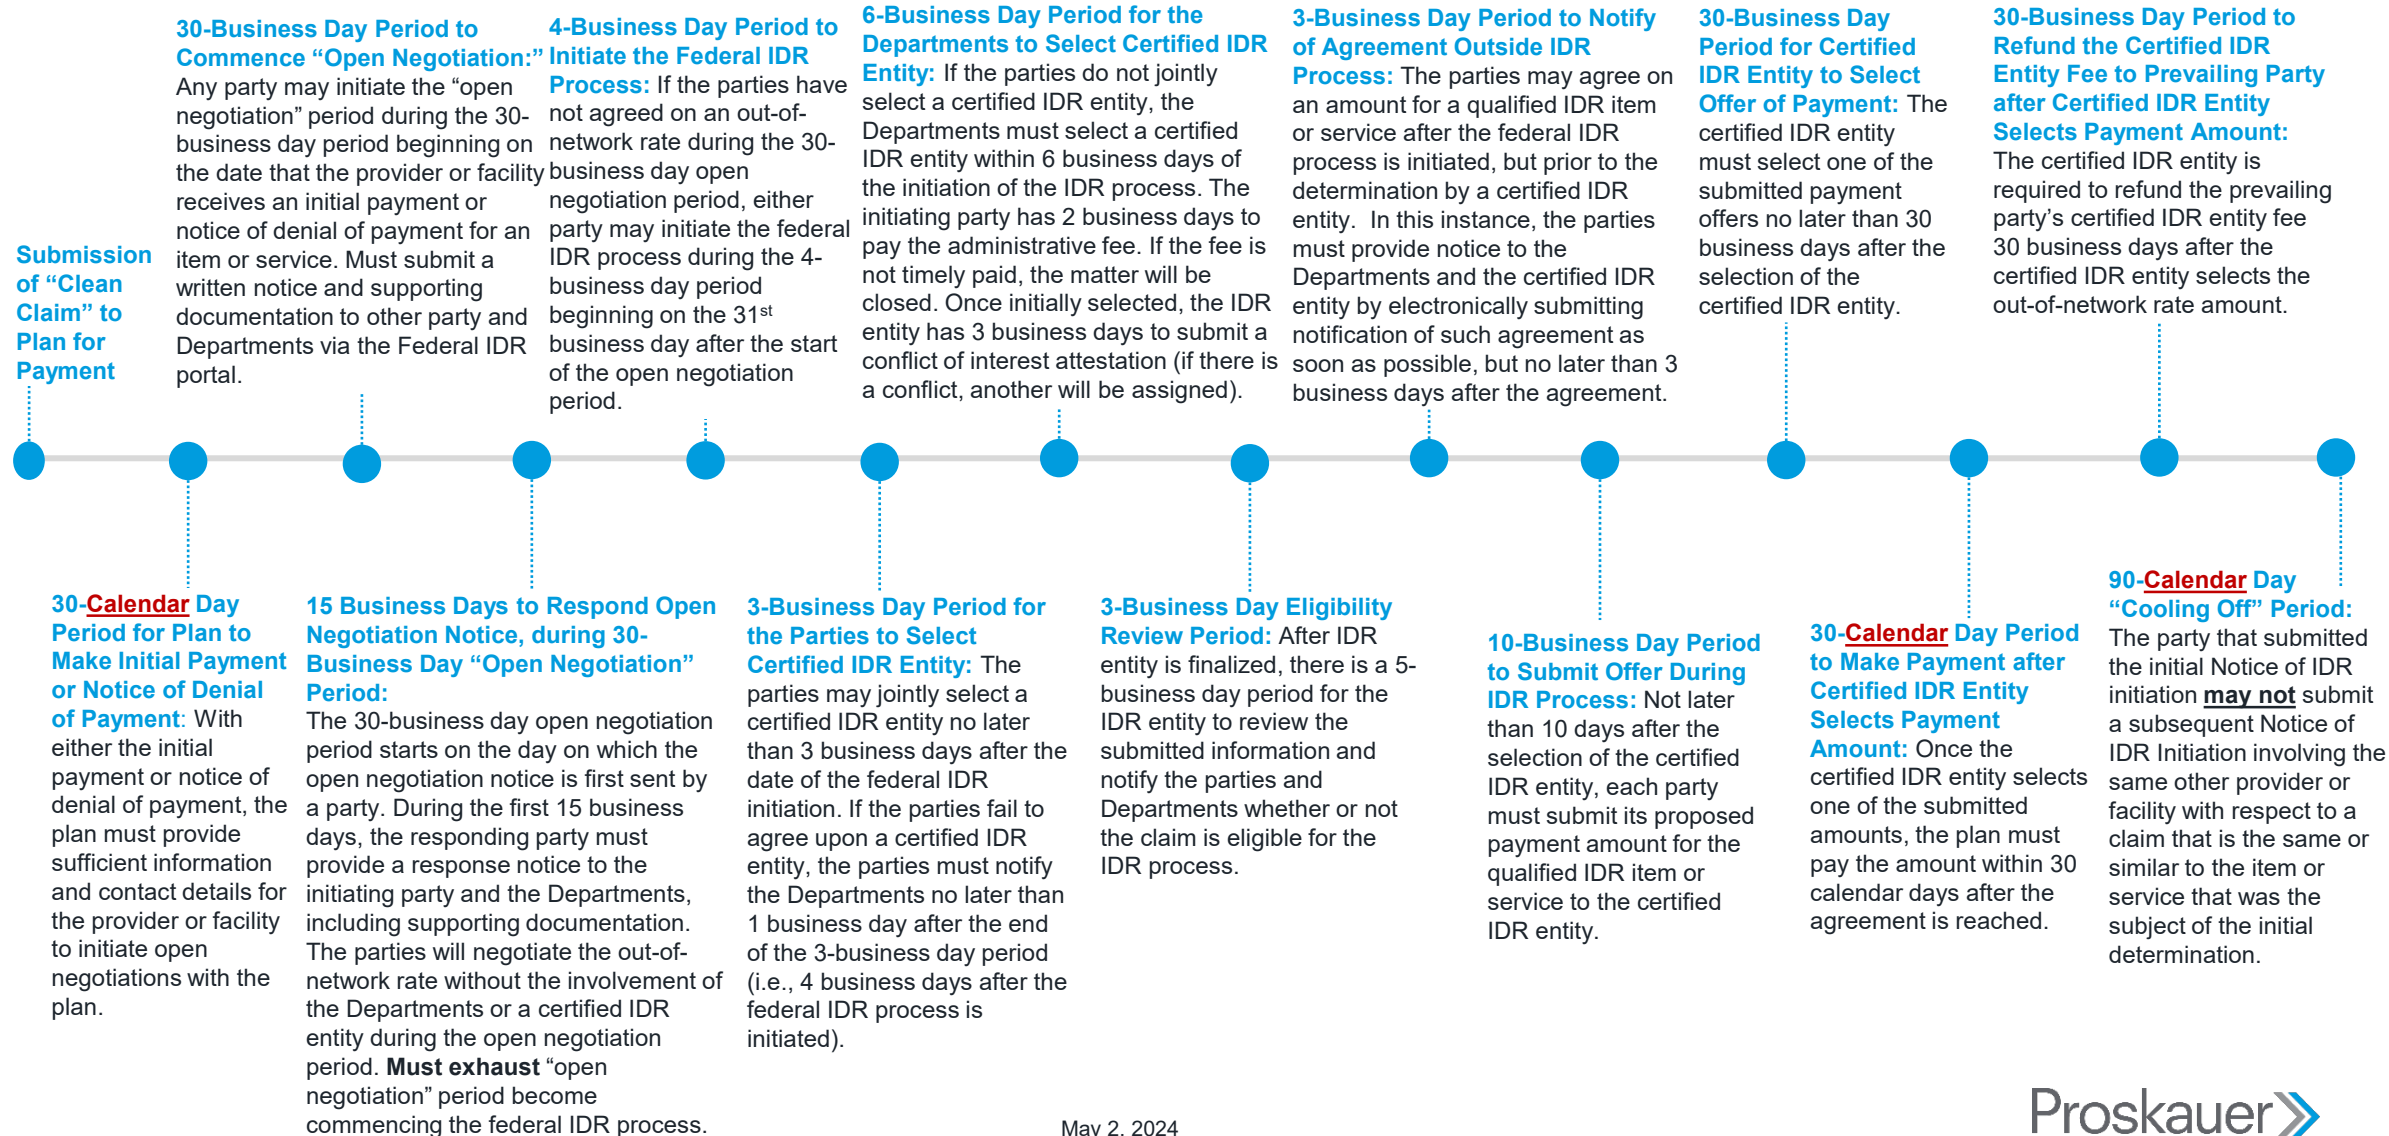 Submission
of “Clean
Claim” to
Plan for
Payment
30-Calendar Day
Period for Plan to
Make Initial Payment
or Notice of Denial
of Payment: With
either the initial
payment or notice of
denial of payment, the
plan must provide
sufficient information
and contact details for
the provider or facility
to initiate open
negotiations with the
plan.
30-Business Day Period to
Commence “Open Negotiation:”
Any party may initiate the “open
negotiation” period during the 30-
business day period beginning on
the date that the provider or facility
receives an initial payment or
notice of denial of payment for an
item or service. Must submit a
written notice and supporting
documentation to other party and
Departments via the Federal IDR
portal.
15 Business Days to Respond Open
Negotiation Notice, during 30-
Business Day “Open Negotiation”
Period:
The 30-business day open negotiation
period starts on the day on which the
open negotiation notice is first sent by
a party. During the first 15 business
days, the responding party must
provide a response notice to the
initiating party and the Departments,
including supporting documentation.
The parties will negotiate the out-of-
network rate without the involvement of
the Departments or a certified IDR
entity during the open negotiation
period. Must exhaust “open
negotiation” period become
commencing the federal IDR process.
4-Business Day Period to
Initiate the Federal IDR
Process: If the parties have
not agreed on an out-of-
network rate during the 30-
business day open
negotiation period, either
party may initiate the federal
IDR process during the 4-
business day period
beginning on the 31st
business day after the start
of the open negotiation
period.
3-Business Day Period for
the Parties to Select
Certified IDR Entity: The
parties may jointly select a
certified IDR entity no later
than 3 business days after the
date of the federal IDR
initiation. If the parties fail to
agree upon a certified IDR
entity, the parties must notify
the Departments no later than
1 business day after the end
of the 3-business day period
(i.e., 4 business days after the
federal IDR process is
initiated).
6-Business Day Period for the
Departments to Select Certified IDR
Entity: If the parties do not jointly
select a certified IDR entity, the
Departments must select a certified
IDR entity within 6 business days of
the initiation of the IDR process. The
initiating party has 2 business days to
pay the administrative fee. If the fee is
not timely paid, the matter will be
closed. Once initially selected, the IDR
entity has 3 business days to submit a
conflict of interest attestation (if there is
a conflict, another will be assigned).
3-Business Day Eligibility
Review Period: After IDR
entity is finalized, there is a 5-
business day period for the
IDR entity to review the
submitted information and
notify the parties and
Departments whether or not
the claim is eligible for the
IDR process.
3-Business Day Period to Notify
of Agreement Outside IDR
Process: The parties may agree on
an amount for a qualified IDR item
or service after the federal IDR
process is initiated, but prior to the
determination by a certified IDR
entity. In this instance, the parties
must provide notice to the
Departments and the certified IDR
entity by electronically submitting
notification of such agreement as
soon as possible, but no later than 3
business days after the agreement.
10-Business Day Period
to Submit Offer During
IDR Process: Not later
than 10 days after the
selection of the certified
IDR entity, each party
must submit its proposed
payment amount for the
qualified IDR item or
service to the certified
IDR entity.
30-Business Day
Period for Certified
IDR Entity to Select
Offer of Payment: The
certified IDR entity
must select one of the
submitted payment
offers no later than 30
business days after the
selection of the
certified IDR entity.
30-Calendar Day Period
to Make Payment after
Certified IDR Entity
Selects Payment
Amount: Once the
certified IDR entity selects
one of the submitted
amounts, the plan must
pay the amount within 30
calendar days after the
agreement is reached.
30-Business Day Period to
Refund the Certified IDR
Entity Fee to Prevailing Party
after Certified IDR Entity
Selects Payment Amount:
The certified IDR entity is
required to refund the prevailing
party’s certified IDR entity fee
30 business days after the
certified IDR entity selects the
out-of-network rate amount.
90-Calendar Day
“Cooling Off” Period:
The party that submitted
the initial Notice of IDR
initiation may not submit
a subsequent Notice of
IDR Initiation involving the
same other provider or
facility with respect to a
claim that is the same or
similar to the item or
service that was the
subject of the initial
determination.
May 2, 2024
Proskauer